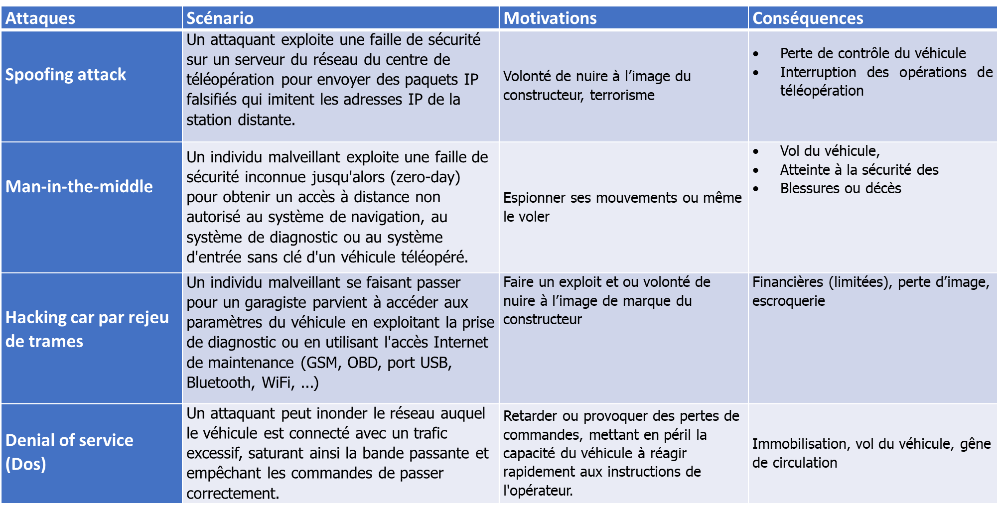 Attaques
Scénario
Motivations
Conséquences
Spoofing attack
Un attaquant exploite une faille de sécurité
sur un serveur du réseau du centre de
téléopération pour envoyer des paquets IP
falsifiés qui imitent les adresses IP de la
station distante.
Volonté de nuire à l’image du
constructeur, terrorisme
• Perte de contrôle du véhicule
• Interruption des opérations de
téléopération
Man-in-the-middle
Un individu malveillant exploite une faille de
sécurité inconnue jusqu'alors (zero-day)
pour obtenir un accès à distance non
autorisé au système de navigation, au
système de diagnostic ou au système
d'entrée sans clé d'un véhicule téléopéré.
Espionner ses mouvements ou même
le voler
• Vol du véhicule,
• Atteinte à la sécurité des
• Blessures ou décès
Hacking car par rejeu
de trames
Un individu malveillant se faisant passer
pour un garagiste parvient à accéder aux
paramètres du véhicule en exploitant la prise
de diagnostic ou en utilisant l'accès Internet
de maintenance (GSM, OBD, port USB,
Bluetooth, WiFi, ...)
Faire un exploit et ou volonté de
nuire à l’image de marque du
constructeur
Financières (limitées), perte d’image,
escroquerie
Denial of service
(Dos)
Un attaquant peut inonder le réseau auquel
le véhicule est connecté avec un trafic
excessif, saturant ainsi la bande passante et
empêchant les commandes de passer
correctement.
Retarder ou provoquer des pertes de
commandes, mettant en péril la
capacité du véhicule à réagir
rapidement aux instructions de
l'opérateur.
Immobilisation, vol du véhicule, gêne
de circulation